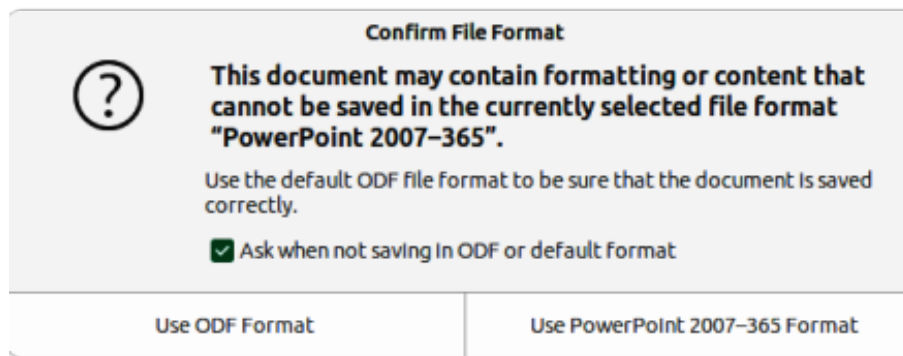 Confirm File Format
This document may contain formatting or content that
cannot be saved in the currently selected file format
“PowerPoint 2007–365”.
Use the default ODF file format to be sure that the document is saved
correctly.
Ask when not saving in ODF or default format
Use ODF Format
Use PowerPoint 2007–365 Format